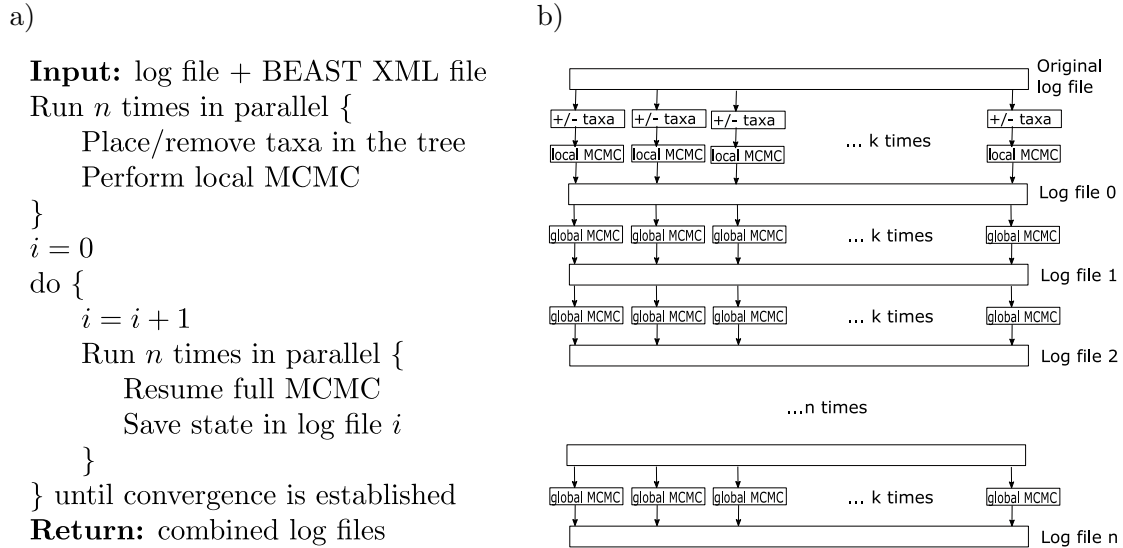 a)
Input: log file + BEAST XML file
Run n times in parallel {
Place/remove taxa in the tree
Perform local MCMC
}
i = 0
do {
i = i + 1
Run n times in parallel {
Resume full MCMC
Save state in log file i
}
} until convergence is established
Return: combined log files
b)
Original
log file
+/- taxa +/- taxa +/- taxa +/- taxa
... k times
local MCMC local MCMC local MCMC local MCMC
Log file 0
global MCMC global MCMC global MCMC ... k times global MCMC
Log file 1
global MCMC global MCMC global MCMC ... k times global MCMC
Log file 2
...n times
global MCMC global MCMC global MCMC ... k times global MCMC
Log file n